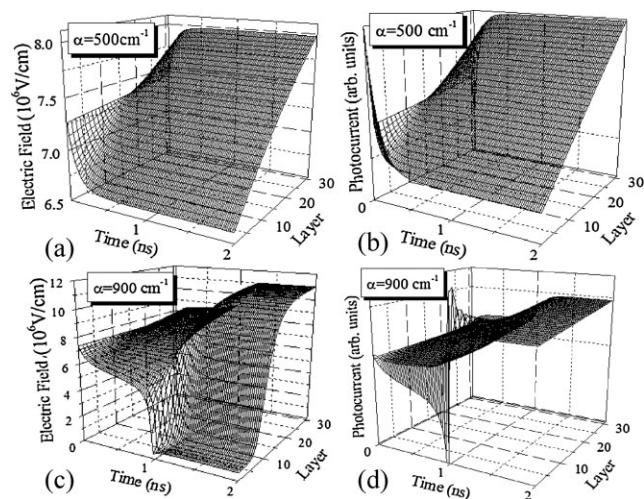 α=500cm⁻¹
8.0
7.5
7.0
6.5
Electric Field (10⁶V/cm)
1
2
Time (ns)
10
20
30
Layer
(a)
α=500 cm⁻¹
Photocurrent (arb. units)
0
1
2
Time (ns)
10
20
30
Layer
(b)
α=900 cm⁻¹
12
10
8
6
4
2
0
Electric Field (10⁶V/cm)
1
2
Time (ns)
10
20
30
Layer
(c)
α=900 cm⁻¹
Photocurrent (arb. units)
0
1
2
Time (ns)
10
20
30
Layer
(d)